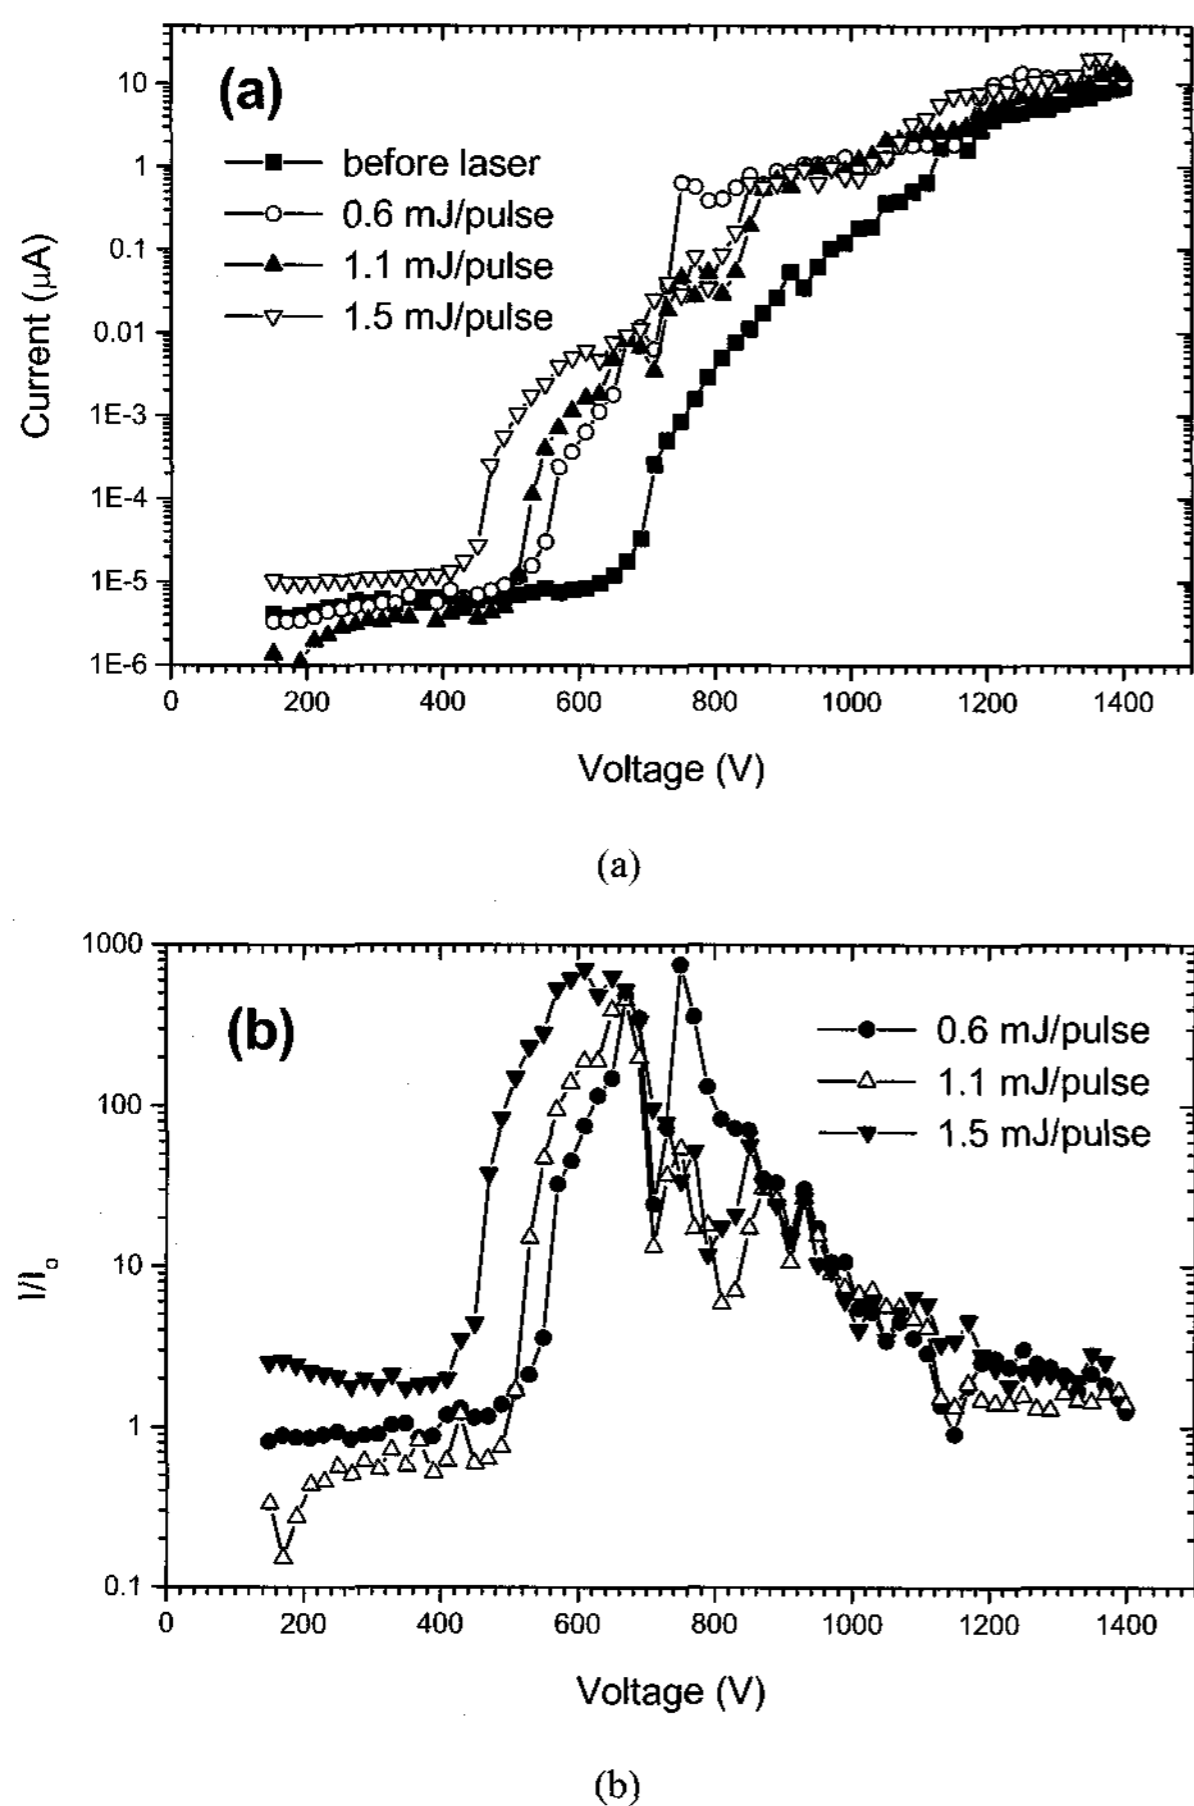 (a)
before laser
0.6 mJ/pulse
1.1 mJ/pulse
1.5 mJ/pulse
Current (μA)
10
1
0.1
0.01
1E-3
1E-4
1E-5
1E-6
0 200 400 600 800 1000 1200 1400
Voltage (V)
(a)
(b)
0.6 mJ/pulse
1.1 mJ/pulse
1.5 mJ/pulse
I/I₀
1000
100
10
1
0.1
0 200 400 600 800 1000 1200 1400
Voltage (V)
(b)